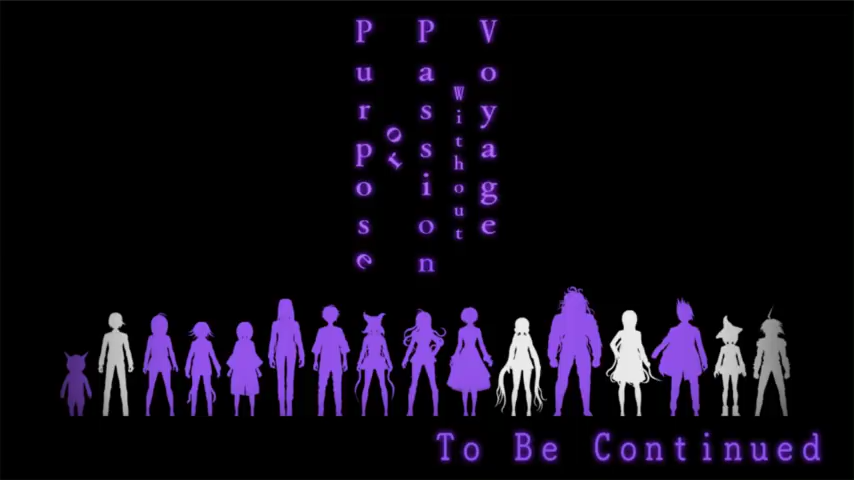 Voyage
Without
Passion
or
Purpose
To Be Continued